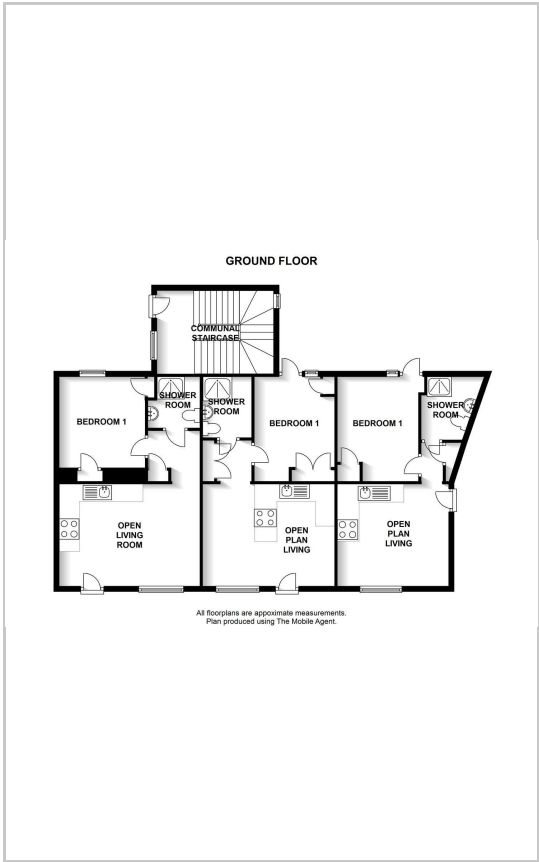 GROUND FLOOR
COMMUNAL
STAIRCASE
BEDROOM 1
SHOWER
ROOM
SHOWER
ROOM
BEDROOM 1
BEDROOM 1
SHOWER
ROOM
OPEN
LIVING
ROOM
OPEN
PLAN
LIVING
OPEN
PLAN
LIVING
All floorplans are appoximate measurements.
Plan produced using The Mobile Agent.